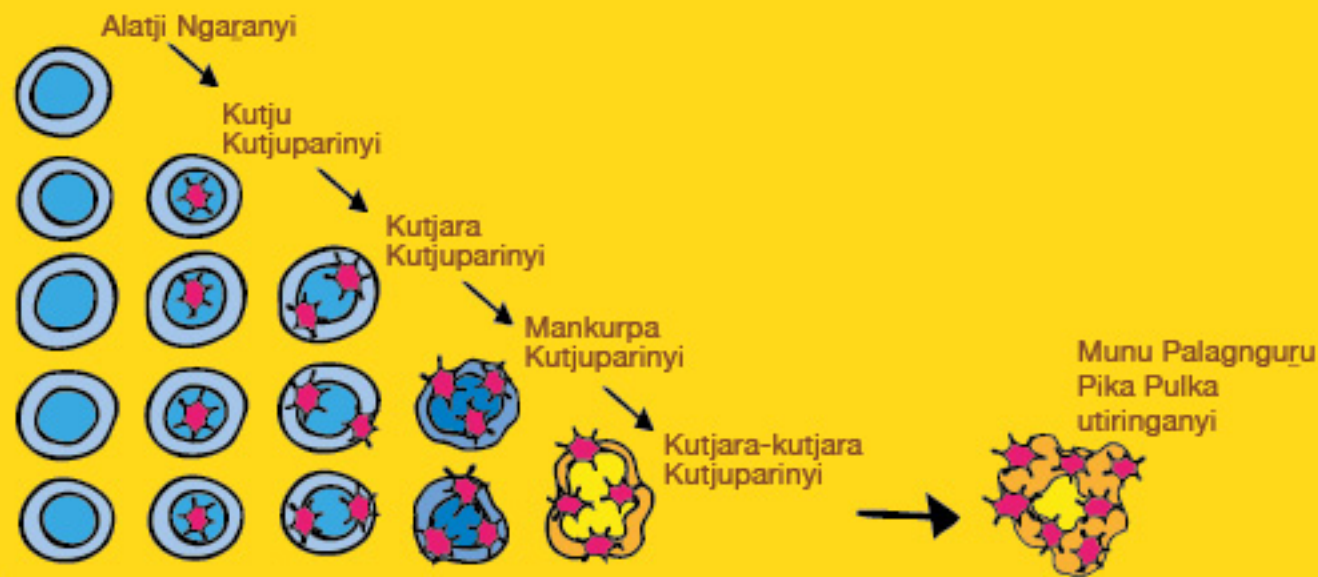 Alatji Ngaṟanyi
Kutju
Kutjuparinyi
Kutjara
Kutjuparinyi
Mankurpa
Kutjuparinyi
Kutjara-kutjara
Kutjuparinyi
Munu Palagnguṟu
Pika Pulka
utiringanyi